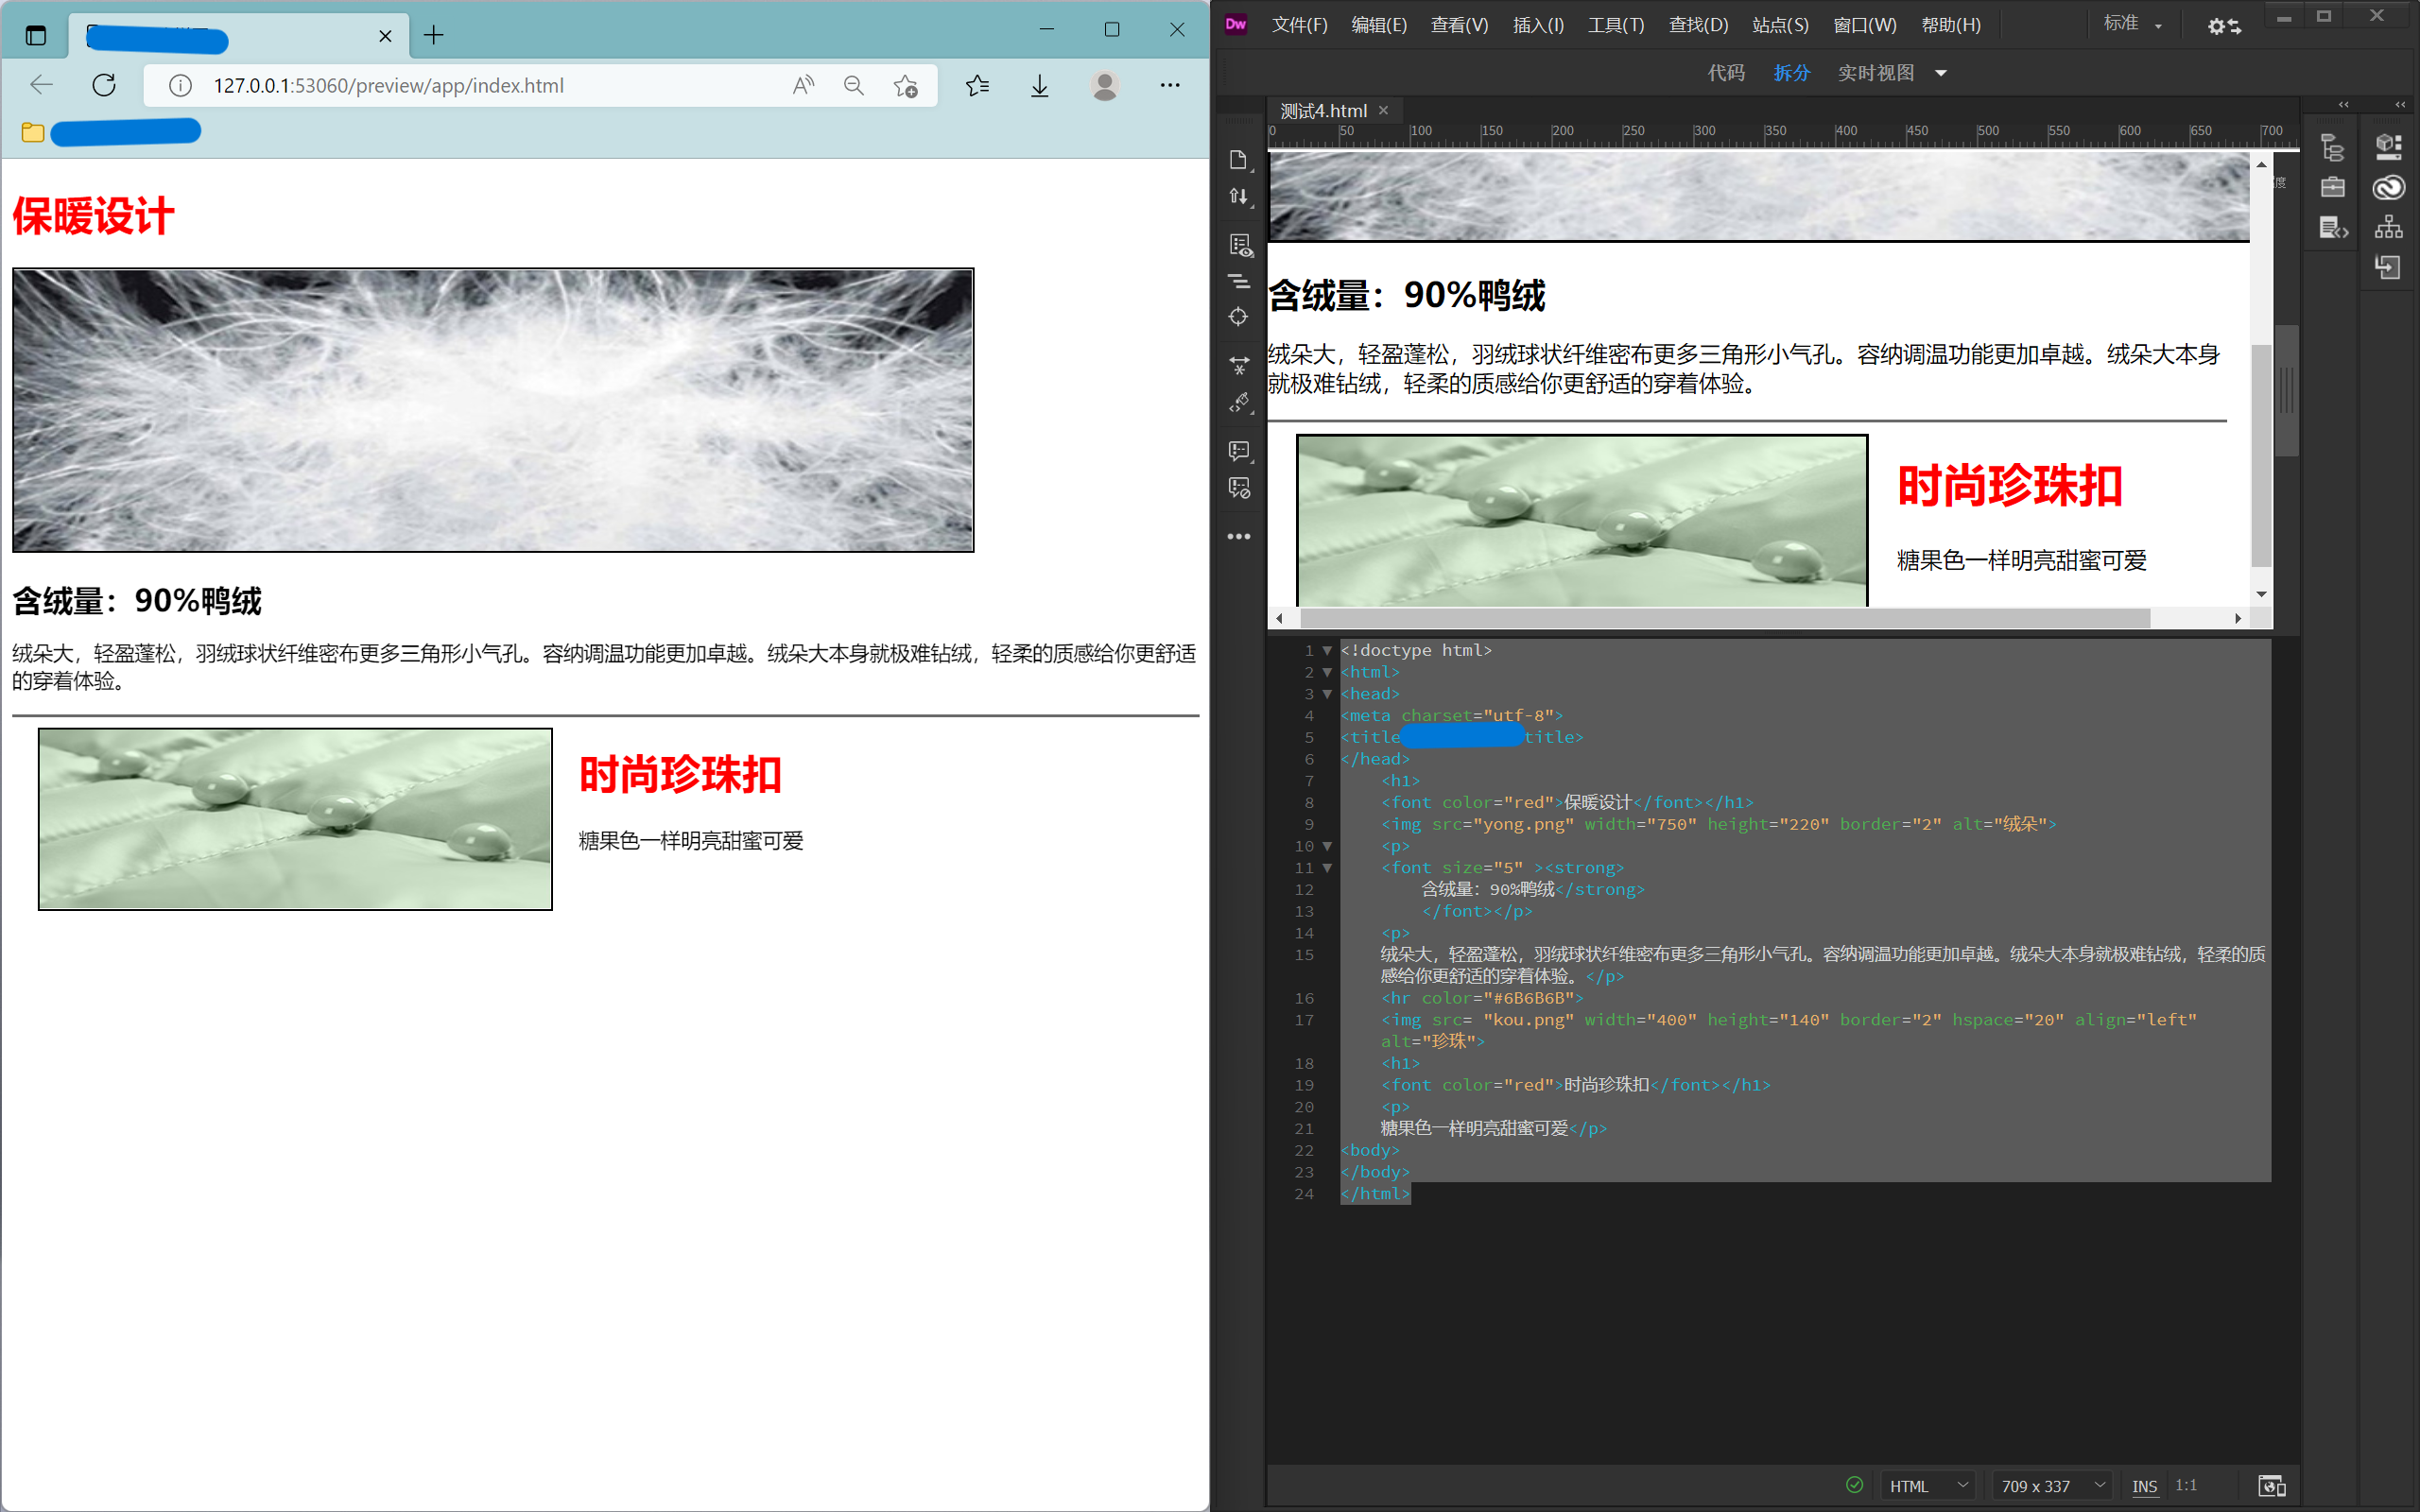 127.0.0.1:53060/preview/app/index.html
保暖设计
含绒量：90%鸭绒
绒朵大，轻盈蓬松，羽绒球状纤维密布更多三角形小气孔。容纳调温功能更加卓越。绒朵大本身就极难钻绒，轻柔的质感给你更舒适
的穿着体验。
时尚珍珠扣
糖果色一样明亮甜蜜可爱
Dw 文件(F) 编辑(E) 查看(V) 插入(I) 工具(T) 查找(D) 站点(S) 窗口(W) 帮助(H) 标准
代码 拆分 实时视图
测试4.html
0 50 100 150 200 250 300 350 400 450 500 550 600 650 700
度
含绒量：90%鸭绒
绒朵大，轻盈蓬松，羽绒球状纤维密布更多三角形小气孔。容纳调温功能更加卓越。绒朵大本身
就极难钻绒，轻柔的质感给你更舒适的穿着体验。
时尚珍珠扣
糖果色一样明亮甜蜜可爱
1 <!doctype html>
2 <html>
3 <head>
4 <meta charset="utf-8">
5 <title title>
6 </head>
7 <h1>
8 <font color="red">保暖设计</font></h1>
9 <img src="yong.png" width="750" height="220" border="2" alt="绒朵">
10 <p>
11 <font size="5" ><strong>
12 含绒量：90%鸭绒</strong>
13 </font></p>
14 <p>
15 绒朵大，轻盈蓬松，羽绒球状纤维密布更多三角形小气孔。容纳调温功能更加卓越。绒朵大本身就极难钻绒，轻柔的质
感给你更舒适的穿着体验。</p>
16 <hr color="#6B6B6B">
17 <img src= "kou.png" width="400" height="140" border="2" hspace="20" align="left"
alt="珍珠">
18 <h1>
19 <font color="red">时尚珍珠扣</font></h1>
20 <p>
21 糖果色一样明亮甜蜜可爱</p>
22 <body>
23 </body>
24 </html>
HTML 709 x 337 INS 1:1